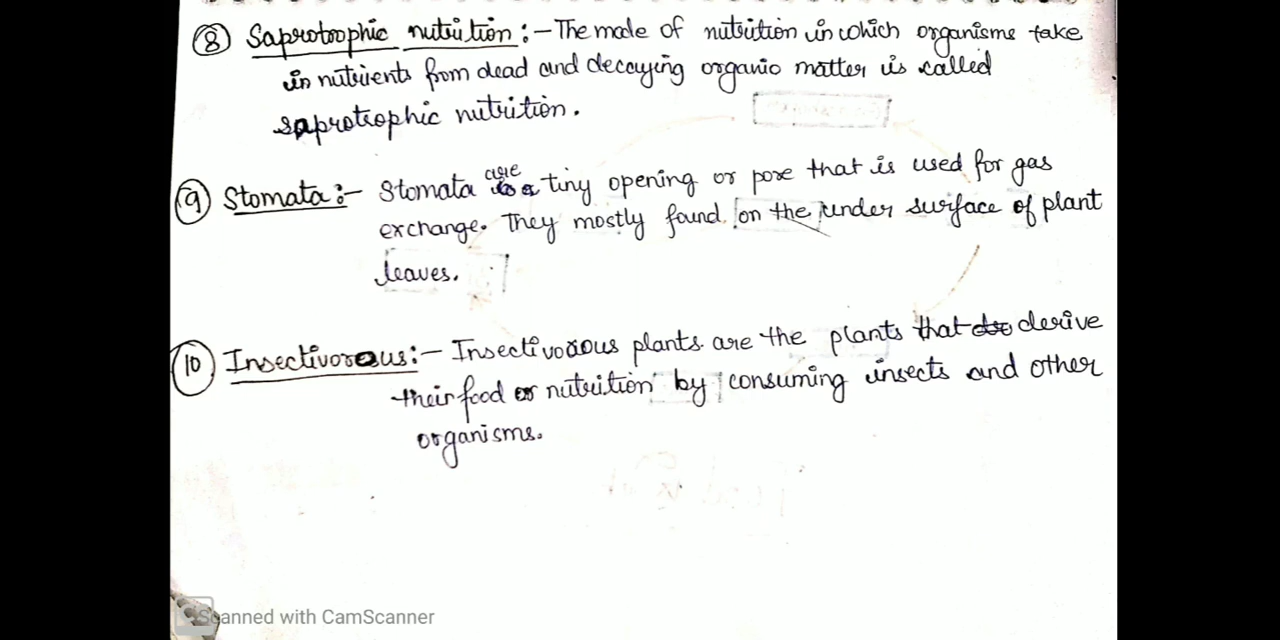 ⑧ Saprotrophic nutrition :- The mode of nutrition in which organisms take
in nutrients from dead and decaying organic matter is called
saprotrophic nutrition.
⑨ Stomata :- Stomata are tiny opening or pore that is used for gas
exchange. They mostly found on the under surface of plant
leaves.
⑩ Insectivorous :- Insectivorous plants are the plants that derive
their food or nutrition by consuming insects and other
organisms.
Scanned with CamScanner